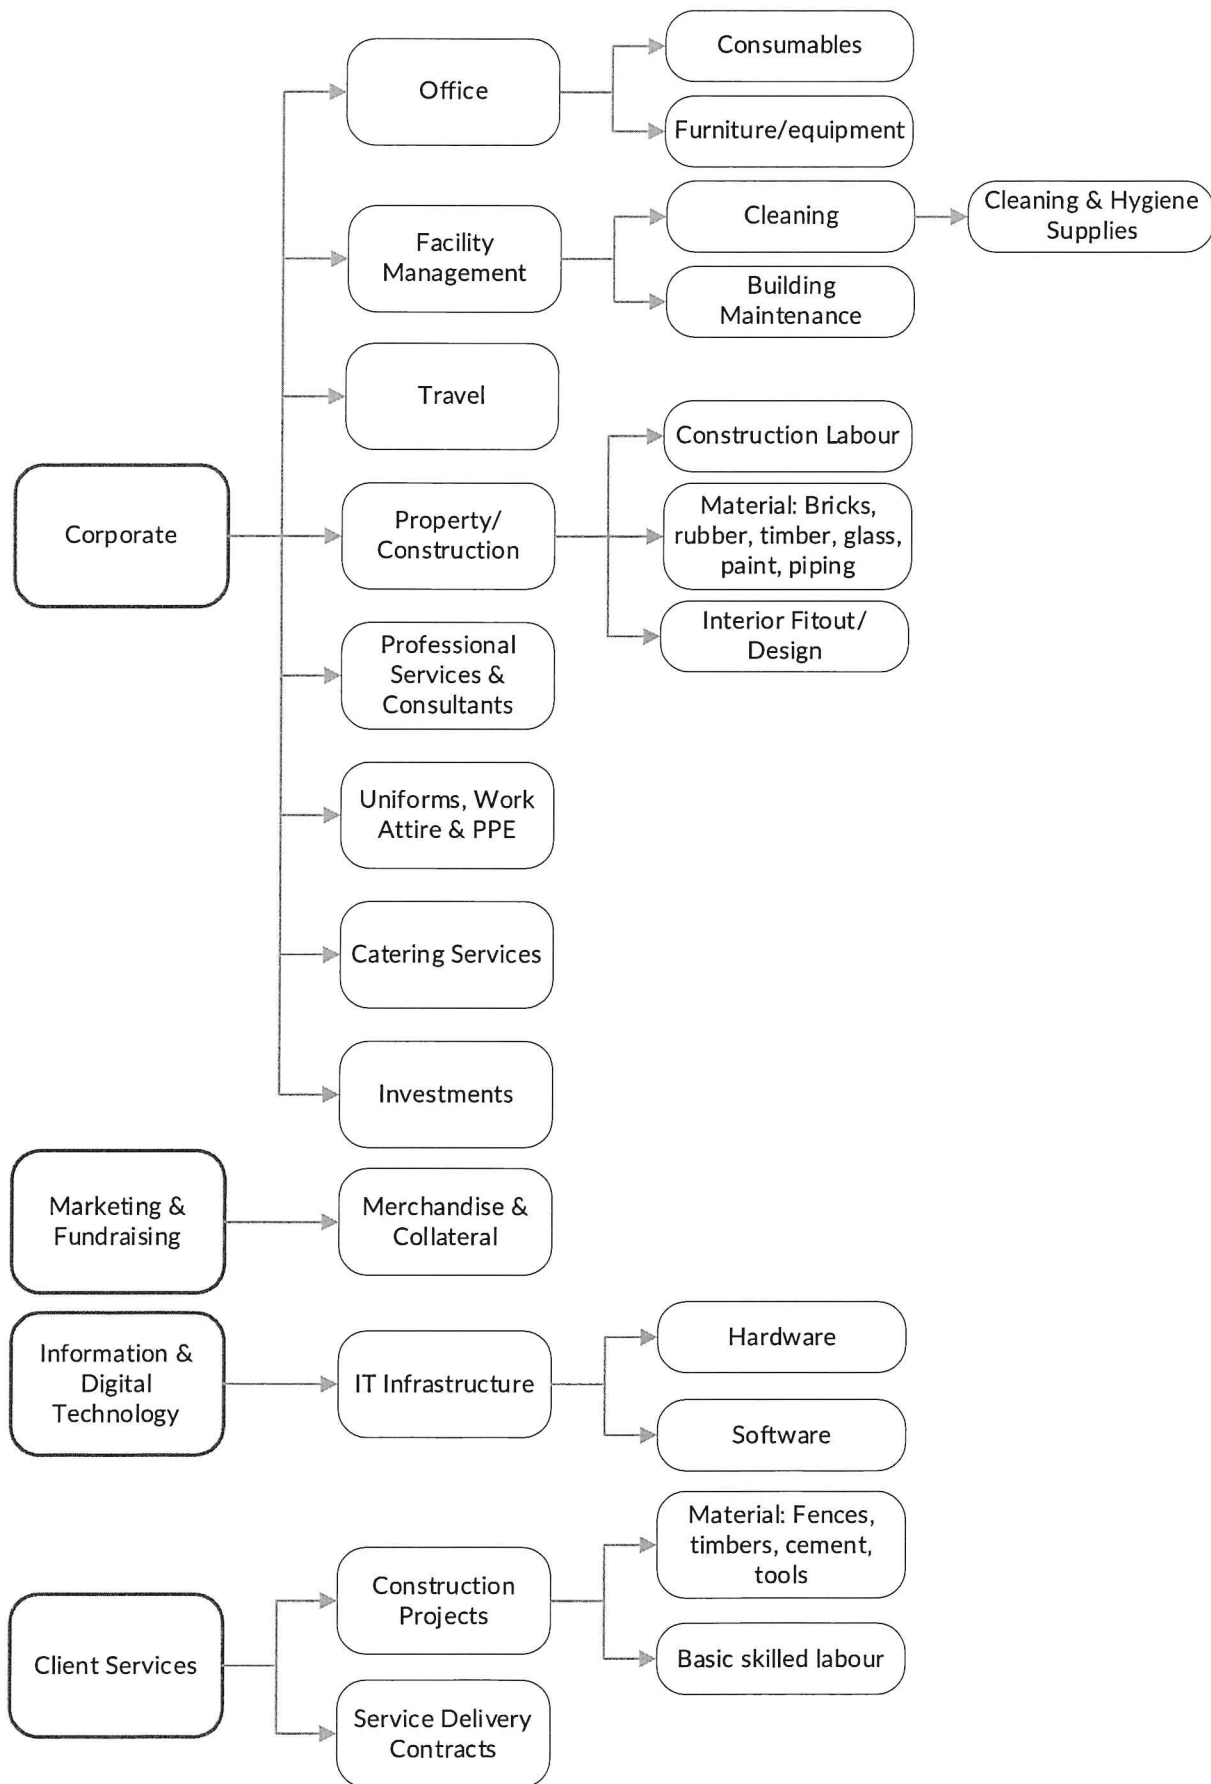 Office
Consumables
Furniture/equipment
Facility
Management
Cleaning
Cleaning & Hygiene
Supplies
Building
Maintenance
Travel
Corporate
Property/
Construction
Construction Labour
Material: Bricks,
rubber, timber, glass,
paint, piping
Interior Fitout/
Design
Professional
Services &
Consultants
Uniforms, Work
Attire & PPE
Catering Services
Investments
Marketing &
Fundraising
Merchandise &
Collateral
Information &
Digital
Technology
IT Infrastructure
Hardware
Software
Client Services
Construction
Projects
Material: Fences,
timbers, cement,
tools
Basic skilled labour
Service Delivery
Contracts